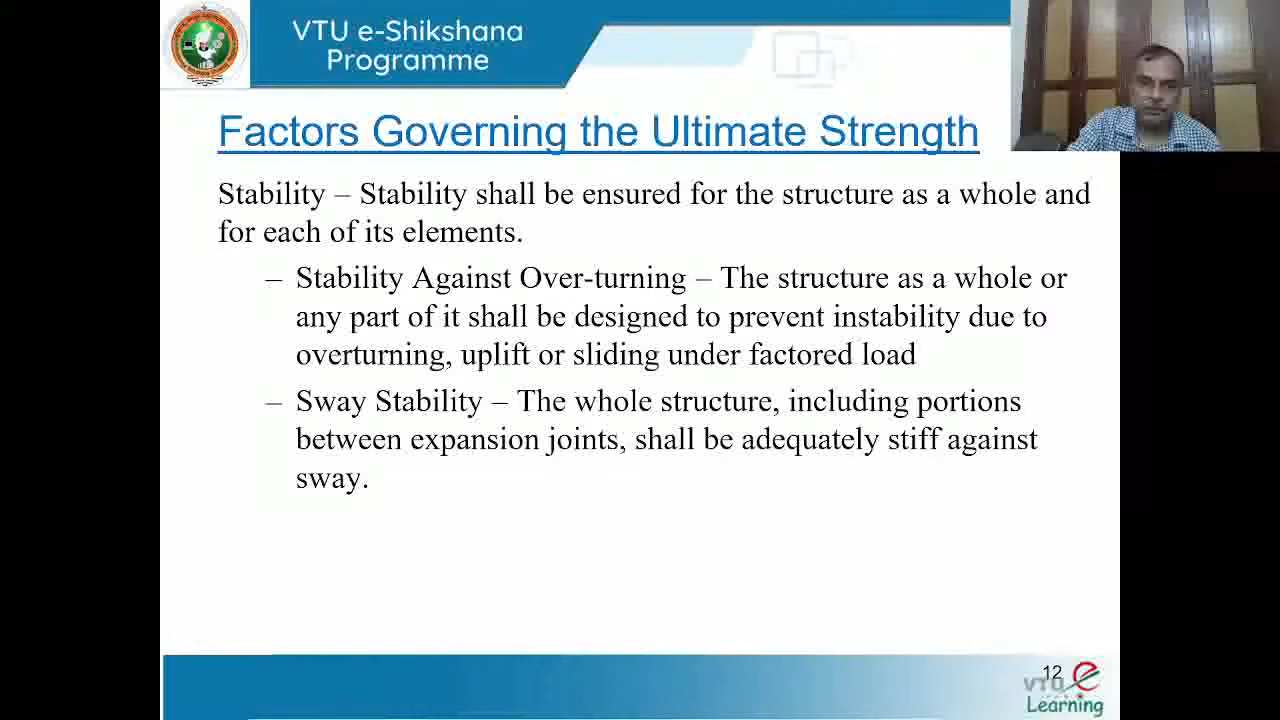 VTU e-Shikshana
Programme
Factors Governing the Ultimate Strength
Stability – Stability shall be ensured for the structure as a whole and
for each of its elements.
– Stability Against Over-turning – The structure as a whole or
any part of it shall be designed to prevent instability due to
overturning, uplift or sliding under factored load
– Sway Stability – The whole structure, including portions
between expansion joints, shall be adequately stiff against
sway.
12
VTU e
Learning